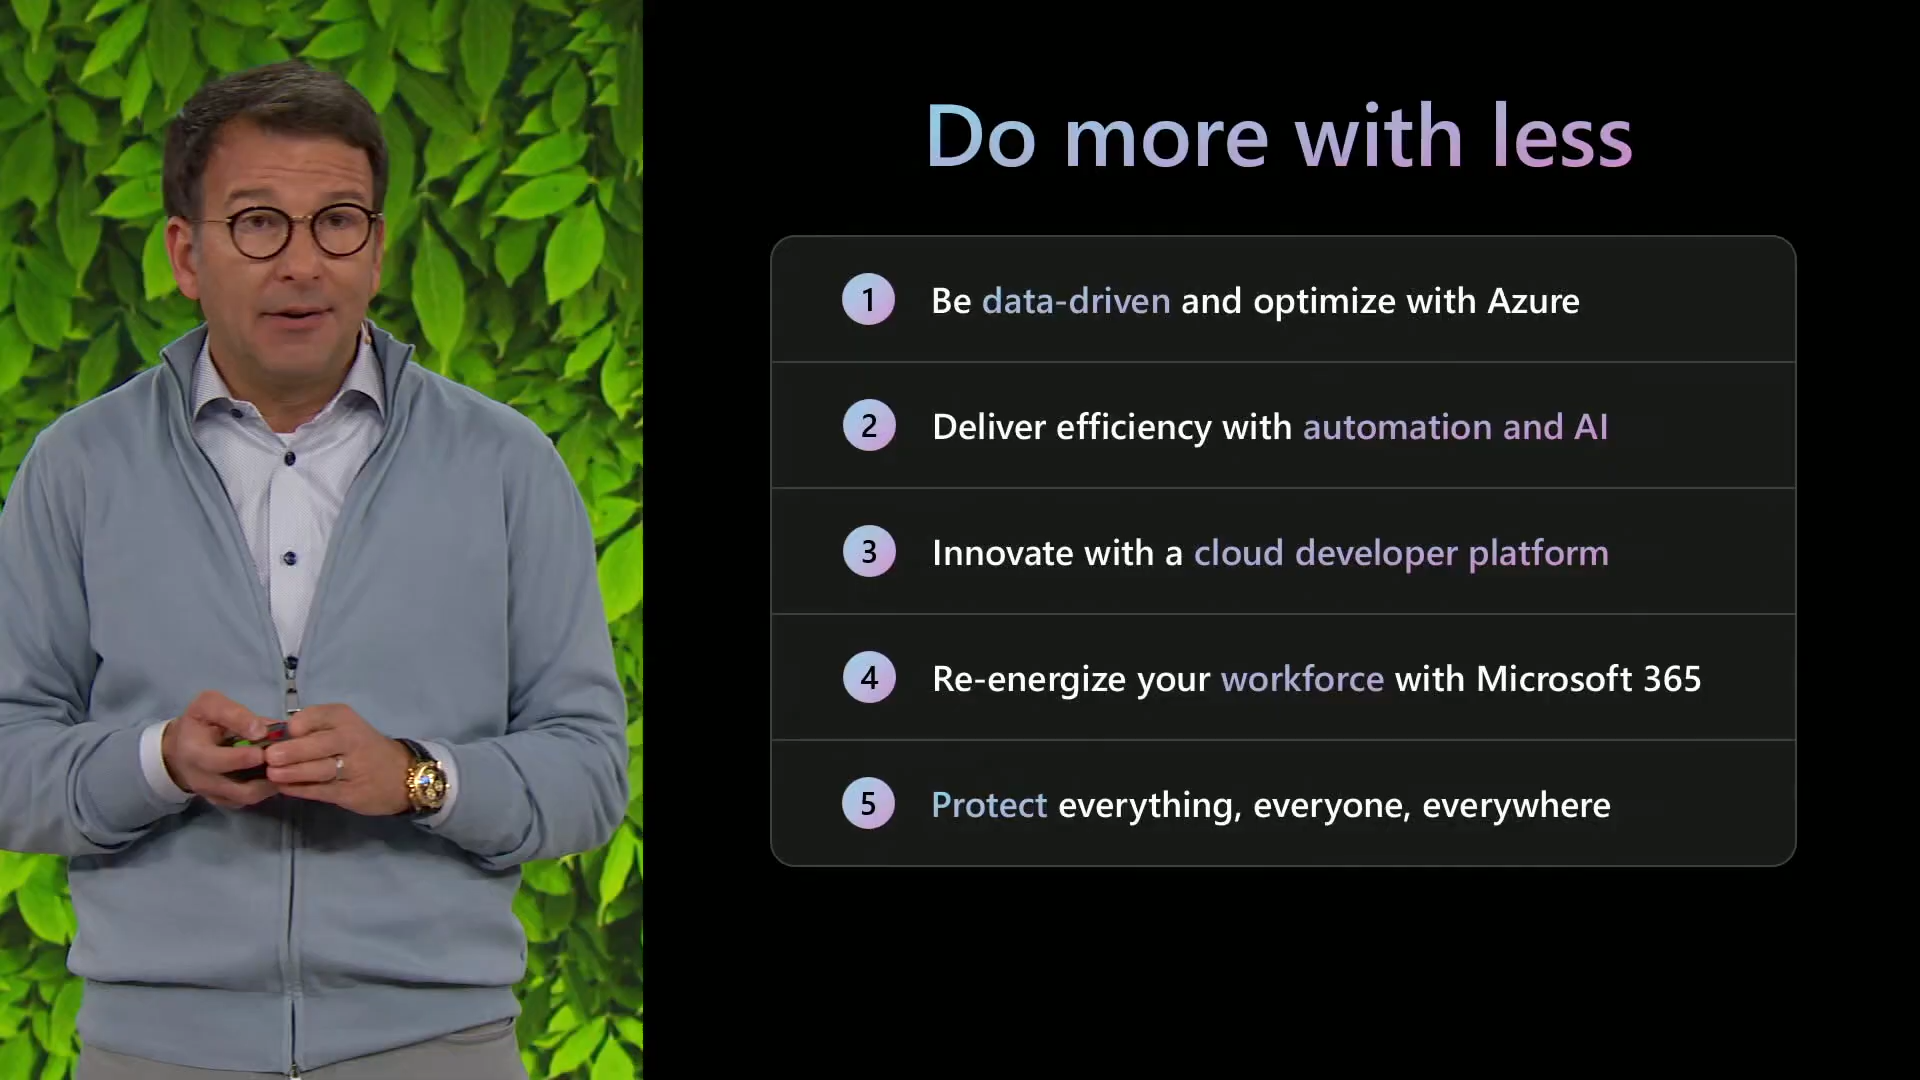 Do more with less
1 Be data-driven and optimize with Azure
2 Deliver efficiency with automation and AI
3 Innovate with a cloud developer platform
4 Re-energize your workforce with Microsoft 365
5 Protect everything, everyone, everywhere